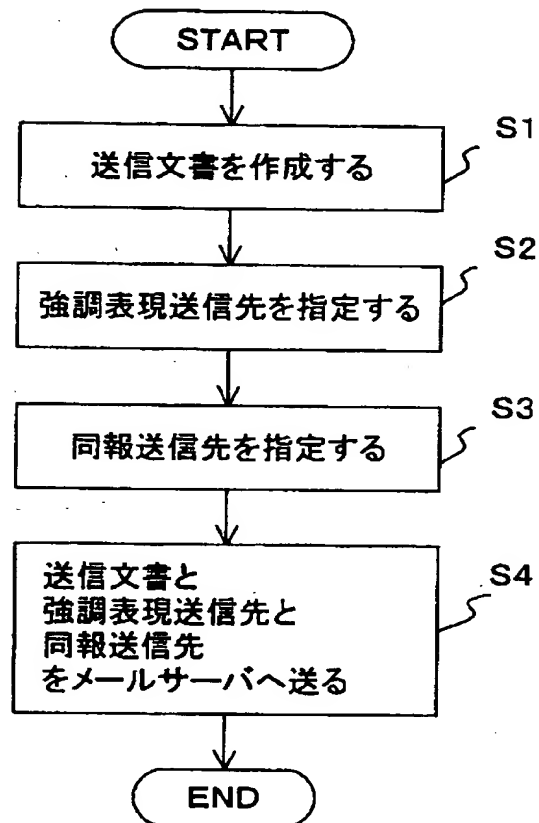 START
送信文書を作成する
S1
強調表現送信先を指定する
S2
同報送信先を指定する
S3
送信文書と
強調表現送信先と
同報送信先
をメールサーバへ送る
S4
END